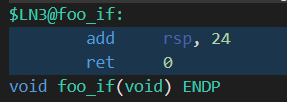 $LN3@foo_if:
add rsp, 24
ret 0
void foo_if(void) ENDP